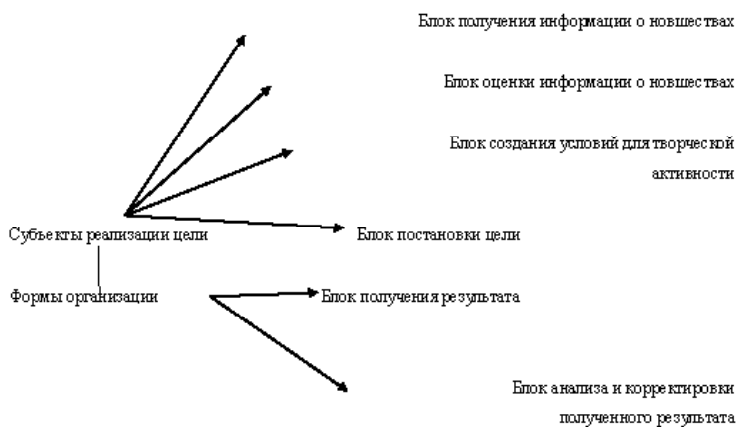 Блок получения информации о новшествах
Блок оценки информации о новшествах
Блок создания условий для творческой
активности
Субъекты реализации цели
Блок постановки цели
Формы организации
Блок получения результата
Блок анализа и корректировки
полученного результата